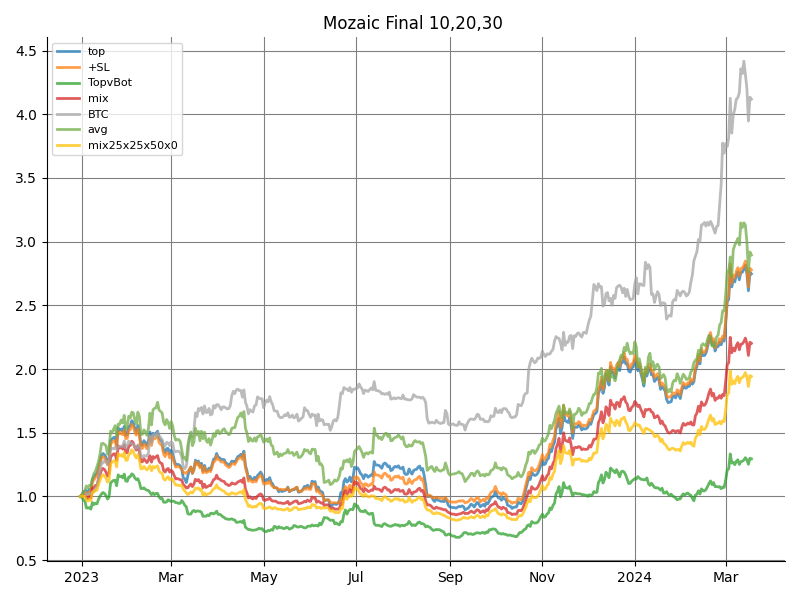 Mozaic Final 10,20,30
top
+SL
TopvBot
mix
BTC
avg
mix25x25x50x0
4.5
4.0
3.5
3.0
2.5
2.0
1.5
1.0
0.5
2023 Mar May Jul Sep Nov 2024 Mar